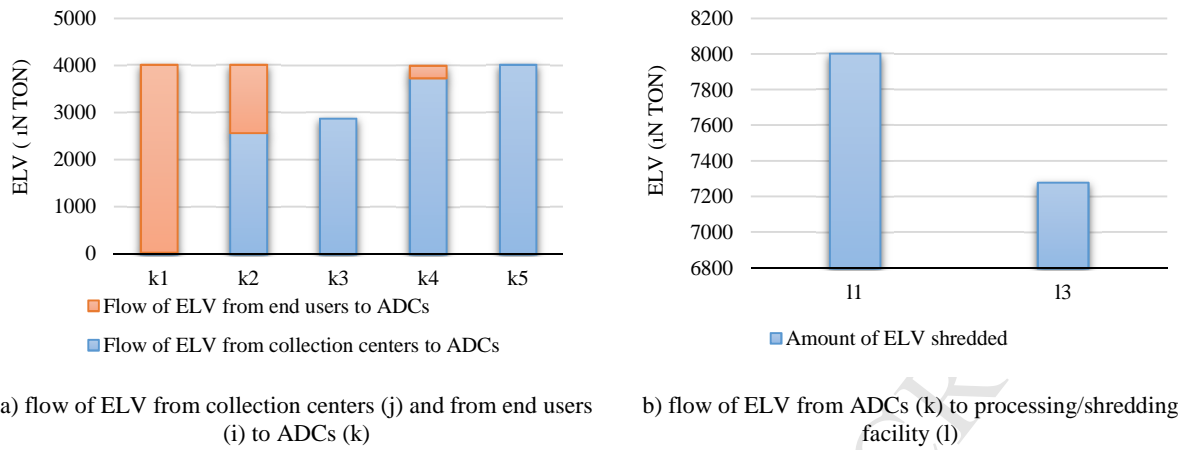 5000
4000
3000
2000
1000
0
ELV ( ıN TON)
k1 k2 k3 k4 k5
Flow of ELV from end users to ADCs
Flow of ELV from collection centers to ADCs
a) flow of ELV from collection centers (j) and from end users
(i) to ADCs (k)
8200
8000
7800
7600
7400
7200
7000
6800
ELV (ıN TON)
l1 l3
Amount of ELV shredded
b) flow of ELV from ADCs (k) to processing/shredding
facility (l)